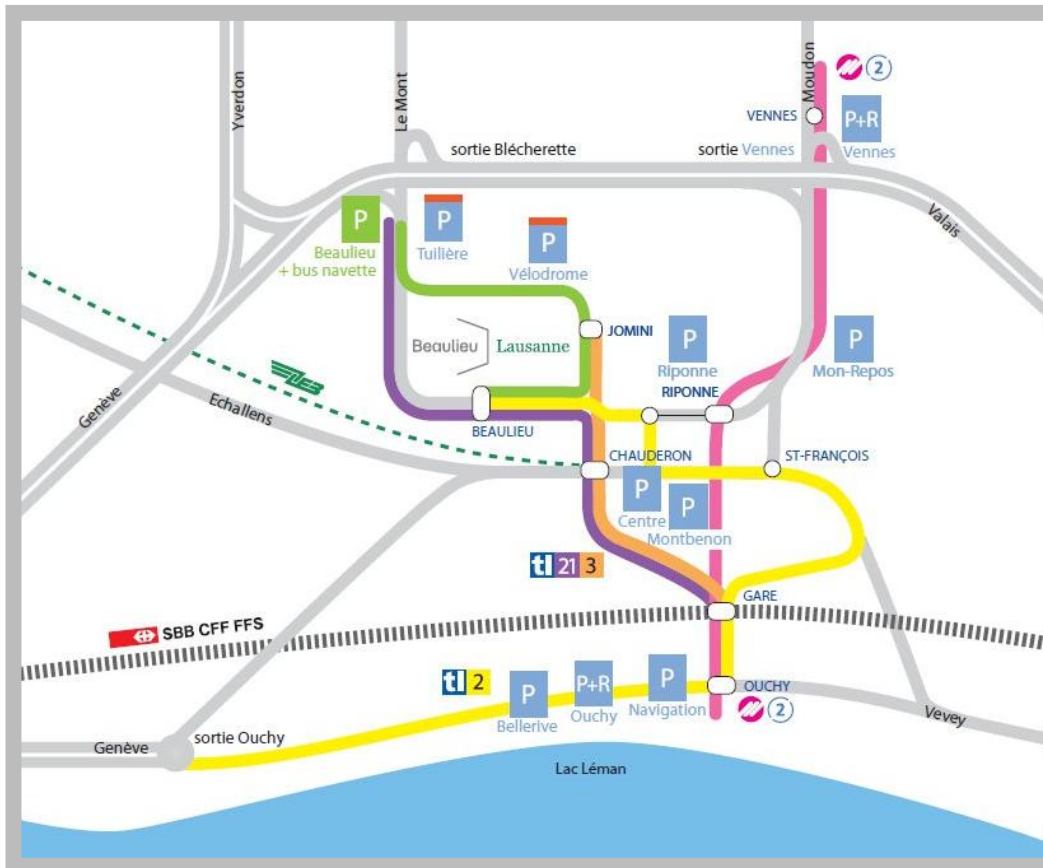 Yverdon
Le Mont
Moudon
2
VENNES
P+R
Vennes
sortie Blécherette
sortie Vennes
Valais
P
Beaulieu
+ bus navette
P
Tuilière
P
Vélodrome
JOMINI
Beaulieu
Lausanne
P
Riponne
RIPONNE
P
Mon-Repos
LEB
Genève
Echallens
BEAULIEU
CHAUDERON
ST-FRANÇOIS
P
Centre
P
Montbenon
tl 21 3
GARE
SBB CFF FFS
tl 2
P
Bellerive
P+R
Ouchy
P
Navigation
OUCHY
2
Vevey
Genève
sortie Ouchy
Lac Léman